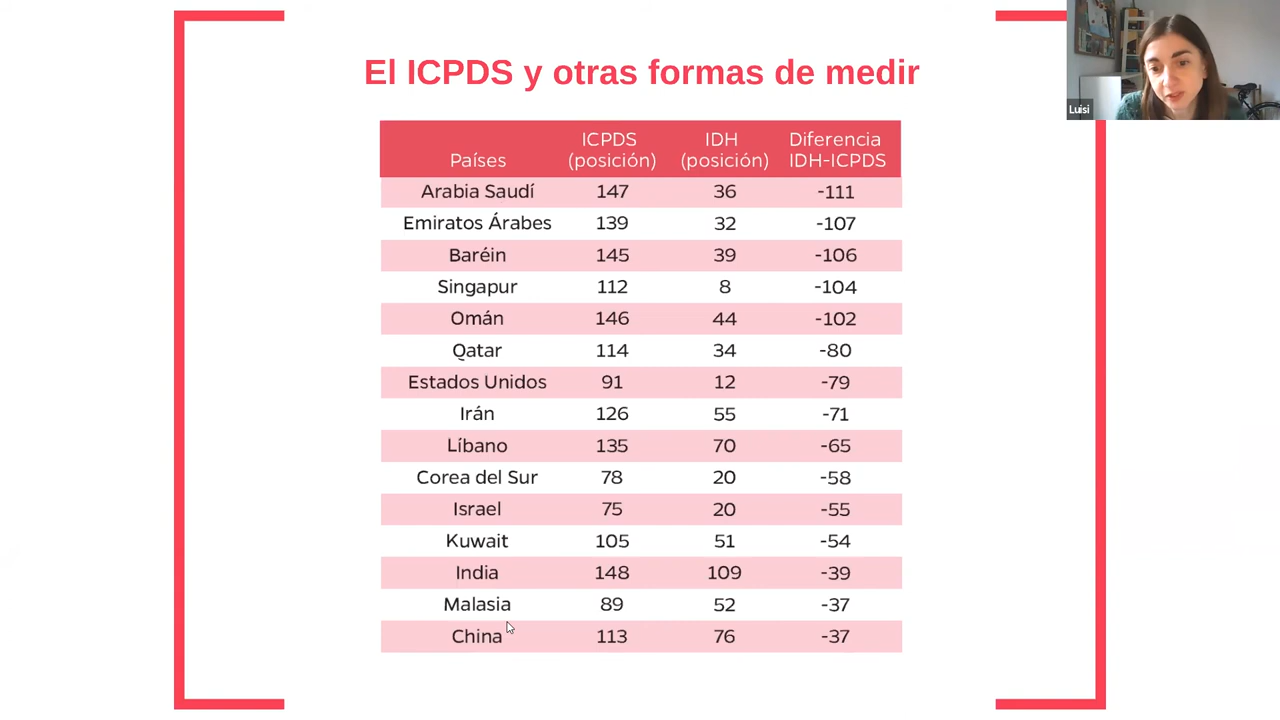 El ICPDS y otras formas de medir
Luisi
Países ICPDS (posición) IDH (posición) Diferencia IDH-ICPDS
Arabia Saudí 147 36 -111
Emiratos Árabes 139 32 -107
Baréin 145 39 -106
Singapur 112 8 -104
Omán 146 44 -102
Qatar 114 34 -80
Estados Unidos 91 12 -79
Irán 126 55 -71
Líbano 135 70 -65
Corea del Sur 78 20 -58
Israel 75 20 -55
Kuwait 105 51 -54
India 148 109 -39
Malasia 89 52 -37
China 113 76 -37